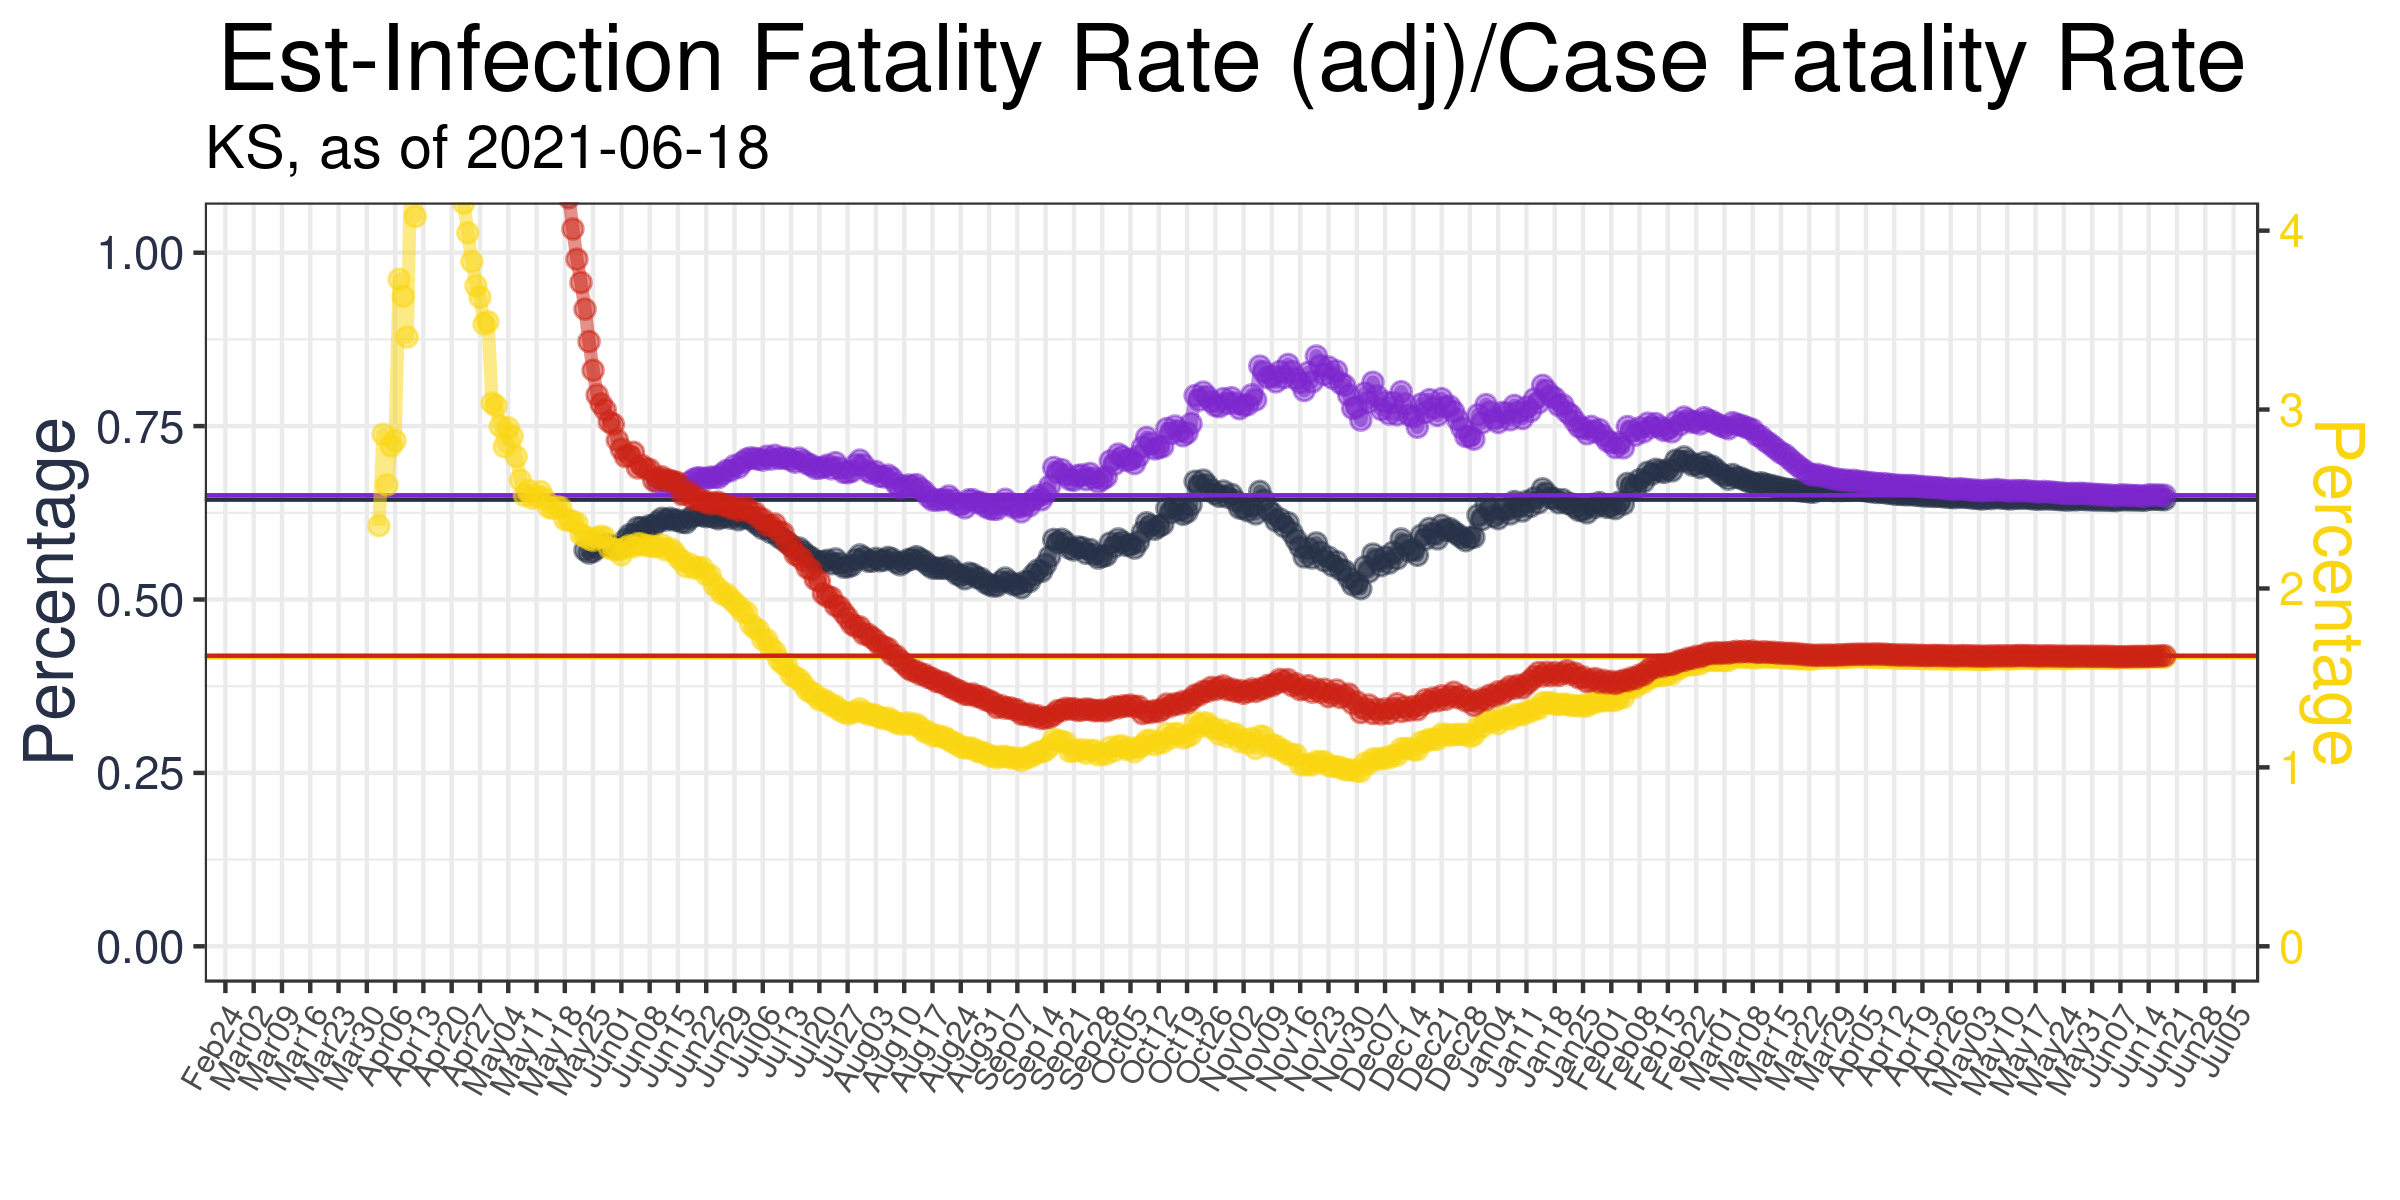 Est-Infection Fatality Rate (adj)/Case Fatality Rate
KS, as of 2021-06-18
Percentage
1.00
0.75
0.50
0.25
0.00
4
3
2
1
0
Percentage
Feb24
Mar02
Mar09
Mar16
Mar23
Mar30
Apr06
Apr13
Apr20
Apr27
May04
May11
May18
May25
Jun01
Jun08
Jun15
Jun22
Jun29
Jul06
Jul13
Jul20
Jul27
Aug03
Aug10
Aug17
Aug24
Aug31
Sep07
Sep14
Sep21
Sep28
Oct05
Oct12
Oct19
Oct26
Nov02
Nov09
Nov16
Nov23
Nov30
Dec07
Dec14
Dec21
Dec28
Jan04
Jan11
Jan18
Jan25
Feb01
Feb08
Feb15
Feb22
Mar01
Mar08
Mar15
Mar22
Mar29
Apr05
Apr12
Apr19
Apr26
May03
May10
May17
May24
May31
Jun07
Jun14
Jun21
Jun28
Jul05